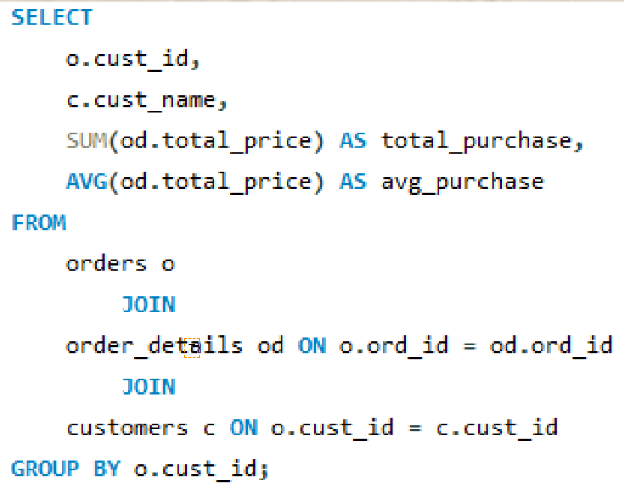 SELECT
o.cust_id,
c.cust_name,
SUM(od.total_price) AS total_purchase,
AVG(od.total_price) AS avg_purchase
FROM
orders o
JOIN
order_details od ON o.ord_id = od.ord_id
JOIN
customers c ON o.cust_id = c.cust_id
GROUP BY o.cust_id;